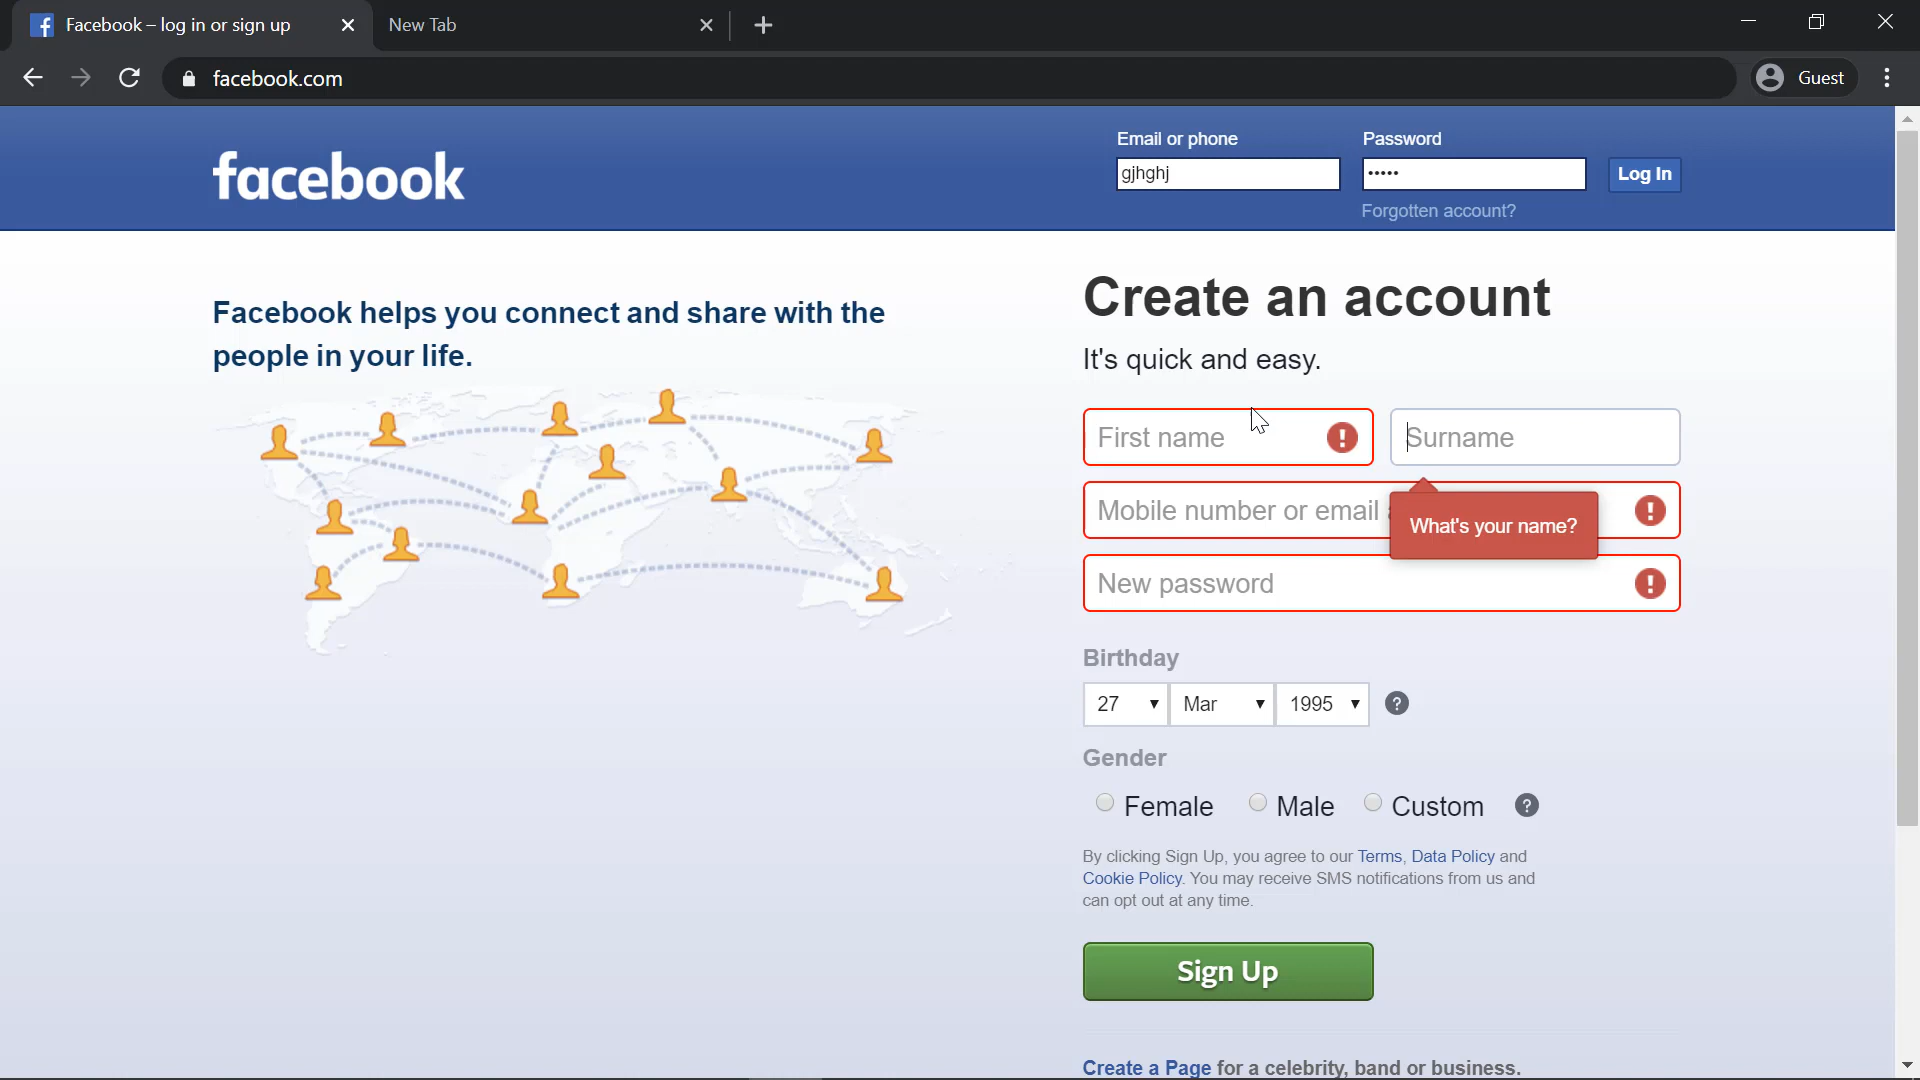 Facebook – log in or sign up
New Tab
facebook.com
Guest
facebook
Email or phone
Password
gjhghj
•••••
Log In
Forgotten account?
Facebook helps you connect and share with the
people in your life.
Create an account
It's quick and easy.
First name
Surname
Mobile number or email
What's your name?
New password
Birthday
27 Mar 1995
Gender
Female Male Custom
By clicking Sign Up, you agree to our Terms, Data Policy and
Cookie Policy. You may receive SMS notifications from us and
can opt out at any time.
Sign Up
Create a Page for a celebrity, band or business.